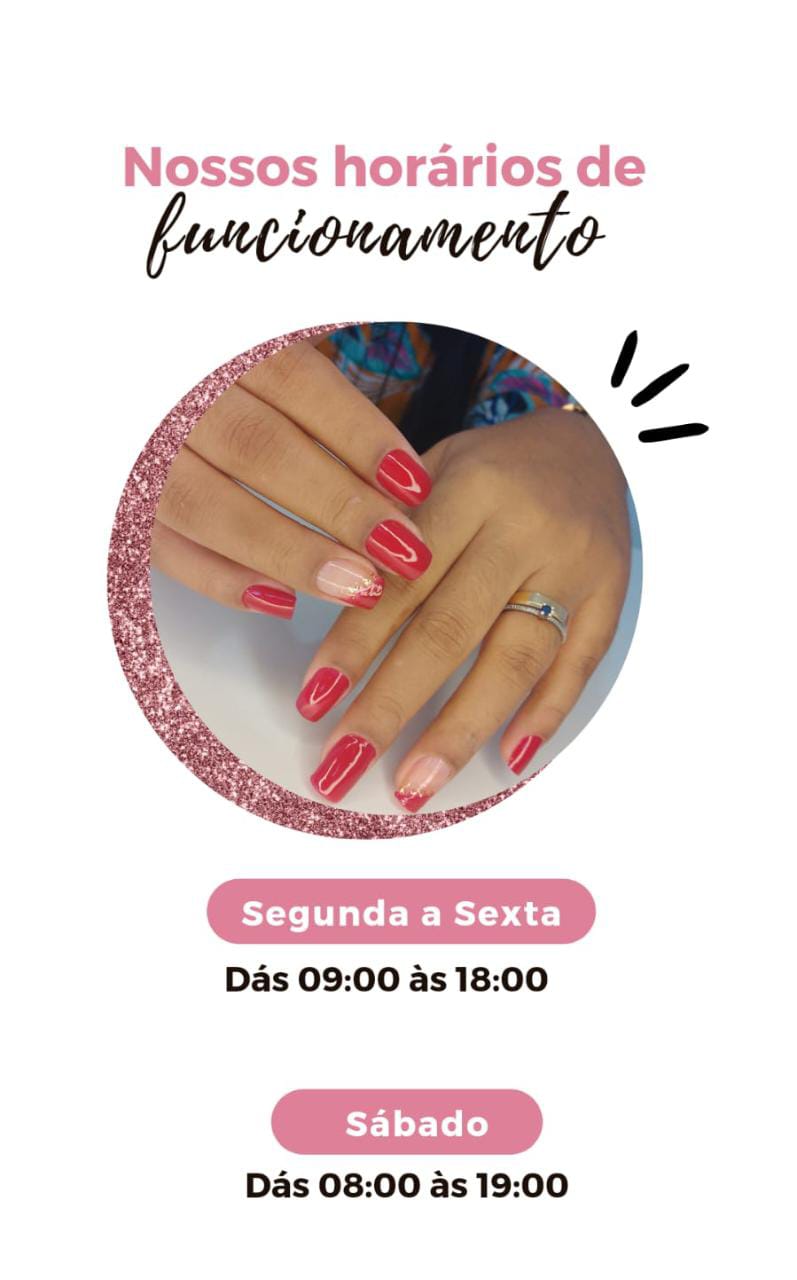 Nossos horários de
funcionamento
Segunda a Sexta
Dás 09:00 às 18:00
Sábado
Dás 08:00 às 19:00